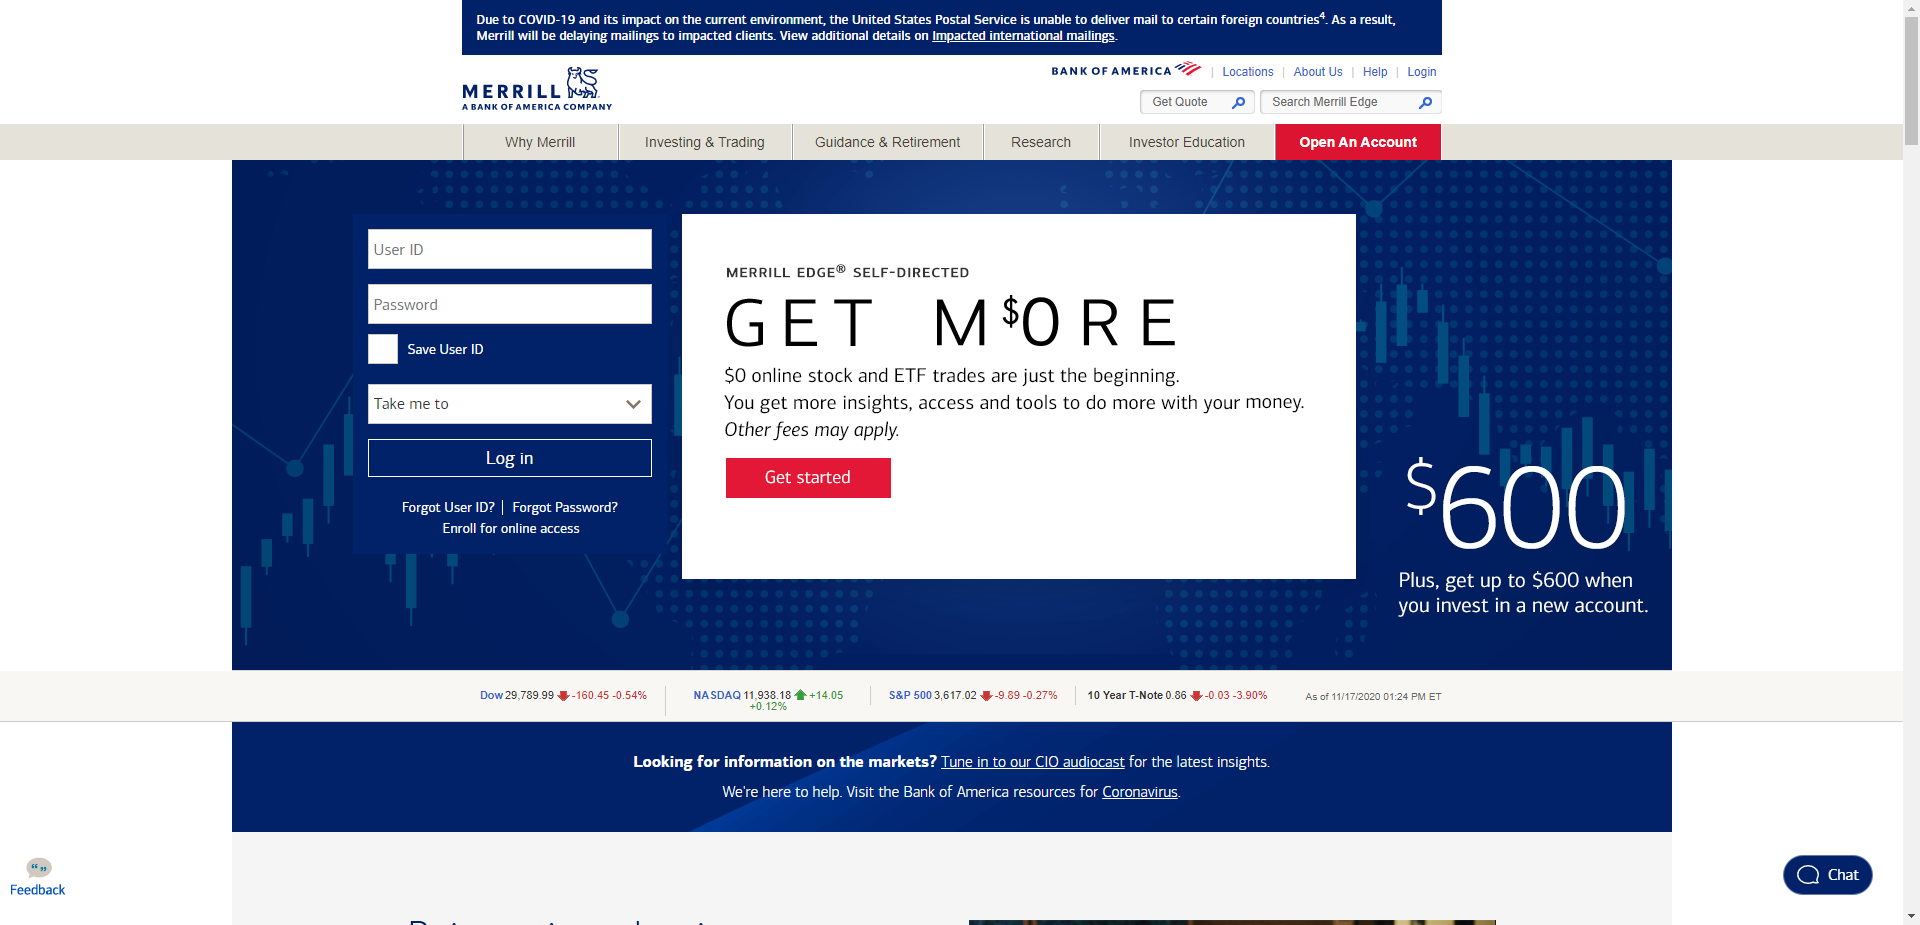 Due to COVID-19 and its impact on the current environment, the United States Postal Service is unable to deliver mail to certain foreign countries4. As a result,
Merrill will be delaying mailings to impacted clients. View additional details on Impacted international mailings.
MERRILL
A BANK OF AMERICA COMPANY
BANK OF AMERICA | Locations | About Us | Help | Login
Get Quote
Search Merrill Edge
Why Merrill
Investing & Trading
Guidance & Retirement
Research
Investor Education
Open An Account
User ID
Password
Save User ID
Take me to
Log in
Forgot User ID? | Forgot Password?
Enroll for online access
MERRILL EDGE® SELF-DIRECTED
GET M$ORE
$0 online stock and ETF trades are just the beginning.
You get more insights, access and tools to do more with your money.
Other fees may apply.
Get started
$600
Plus, get up to $600 when
you invest in a new account.
Dow 29,789.99 -160.45 -0.54%
NASDAQ 11,938.18 +14.05
+0.12%
S&P 500 3,617.02 -9.89 -0.27%
10 Year T-Note 0.86 -0.03 -3.90%
As of 11/17/2020 01:24 PM ET
Looking for information on the markets? Tune in to our CIO audiocast for the latest insights.
We're here to help. Visit the Bank of America resources for Coronavirus.
Feedback
Chat